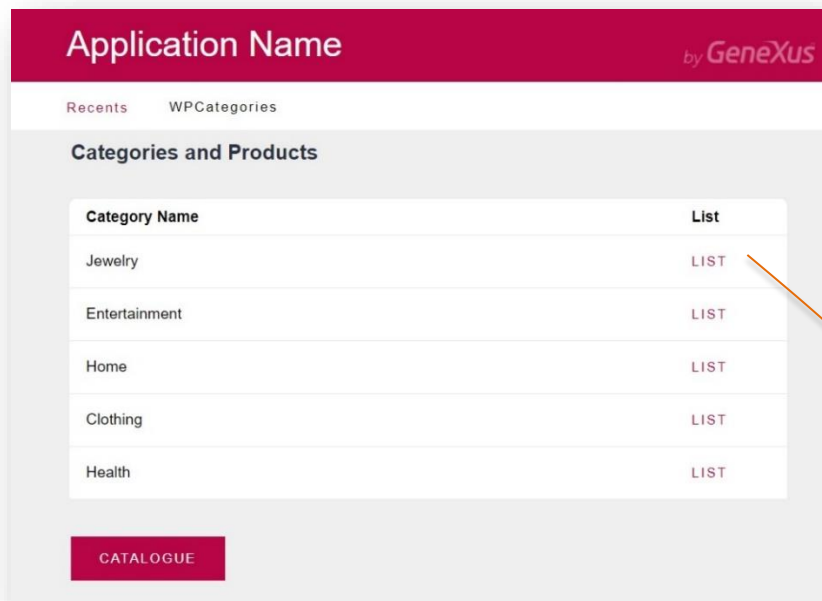 Application Name
by GeneXus
Recents WPCategories
Categories and Products
Category Name List
Jewelry LIST
Entertainment LIST
Home LIST
Clothing LIST
Health LIST
CATALOGUE